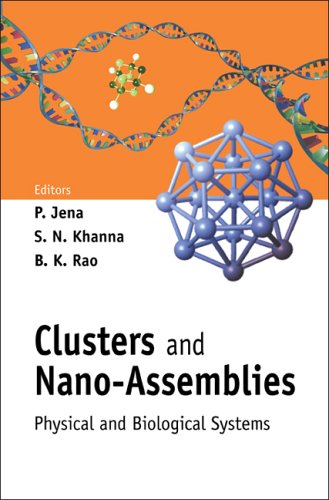 Editors
P. Jena
S. N. Khanna
B. K. Rao
Clusters and
Nano-Assemblies
Physical and Biological Systems